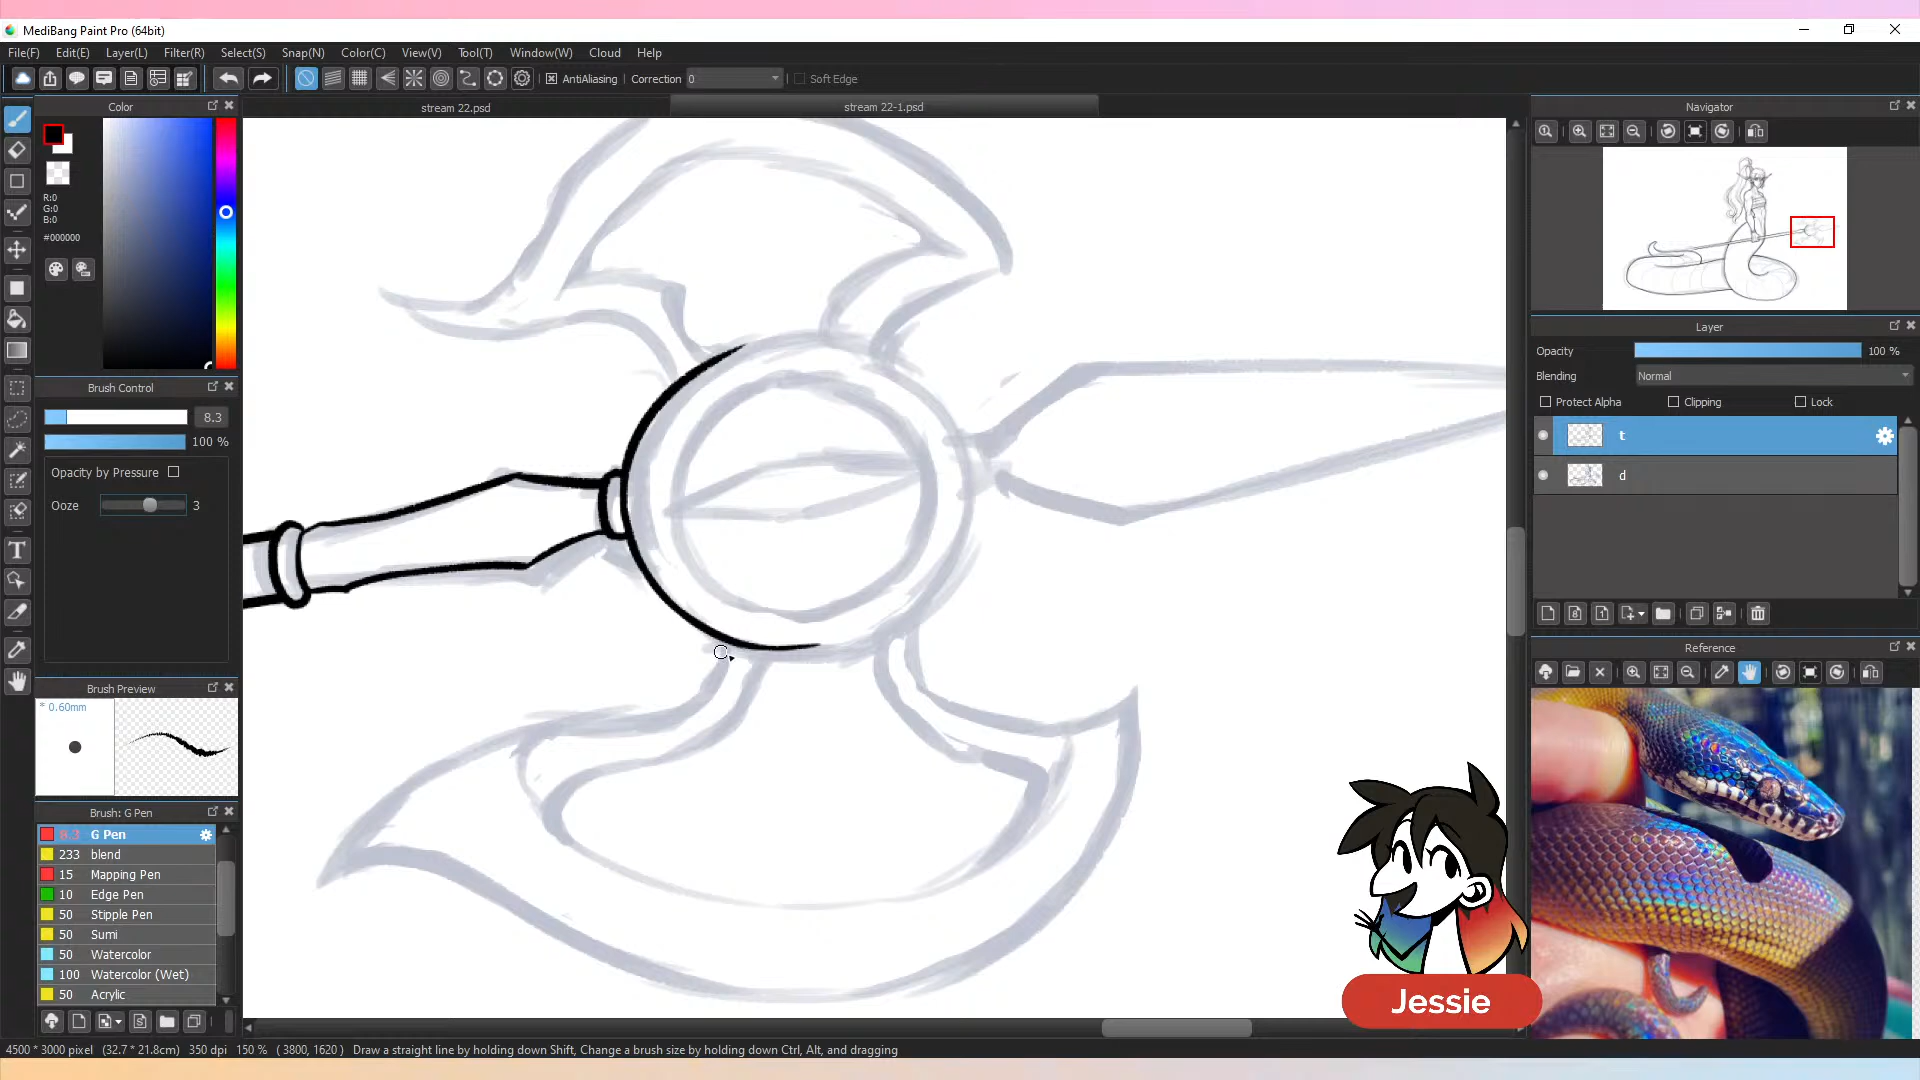 MediBang Paint Pro (64bit)
File(F) Edit(E) Layer(L) Filter(R) Select(S) Snap(N) Color(C) View(V) Tool(T) Window(W) Cloud Help
AntiAliasing Correction 0 Soft Edge
Color
stream 22.psd
stream 22-1.psd
Navigator
R:0
G:0
B:0
#000000
Brush Control
8.3
100 %
Opacity by Pressure
Ooze 3
Brush Preview
* 0.60mm
Brush: G Pen
8.3 G Pen
233 blend
15 Mapping Pen
10 Edge Pen
50 Stipple Pen
50 Sumi
50 Watercolor
100 Watercolor (Wet)
50 Acrylic
Layer
Opacity 100 %
Blending Normal
Protect Alpha Clipping Lock
t
d
Reference
Jessie
4500 * 3000 pixel (32.7 * 21.8cm) 350 dpi 150 % ( 3800, 1620 ) Draw a straight line by holding down Shift, Change a brush size by holding down Ctrl, Alt, and dragging